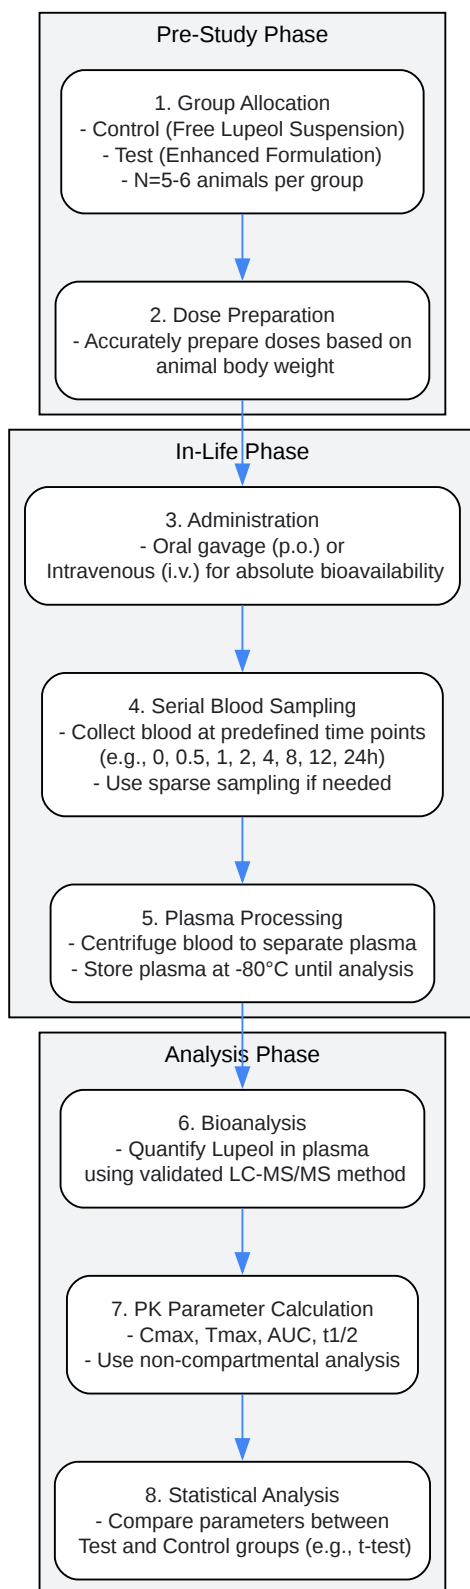 Pre-Study Phase
1. Group Allocation
- Control (Free Lupeol Suspension)
- Test (Enhanced Formulation)
- N=5-6 animals per group
2. Dose Preparation
- Accurately prepare doses based on
animal body weight
In-Life Phase
3. Administration
- Oral gavage (p.o.) or
Intravenous (i.v.) for absolute bioavailability
4. Serial Blood Sampling
- Collect blood at predefined time points
(e.g., 0, 0.5, 1, 2, 4, 8, 12, 24h)
- Use sparse sampling if needed
5. Plasma Processing
- Centrifuge blood to separate plasma
- Store plasma at -80°C until analysis
Analysis Phase
6. Bioanalysis
- Quantify Lupeol in plasma
using validated LC-MS/MS method
7. PK Parameter Calculation
- Cmax, Tmax, AUC, t1/2
- Use non-compartmental analysis
8. Statistical Analysis
- Compare parameters between
Test and Control groups (e.g., t-test)